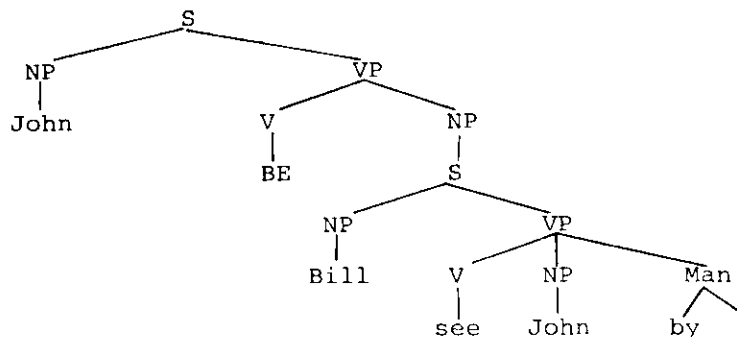 S
NP VP
John V NP
BE S
NP VP
Bill V NP Man
see John by